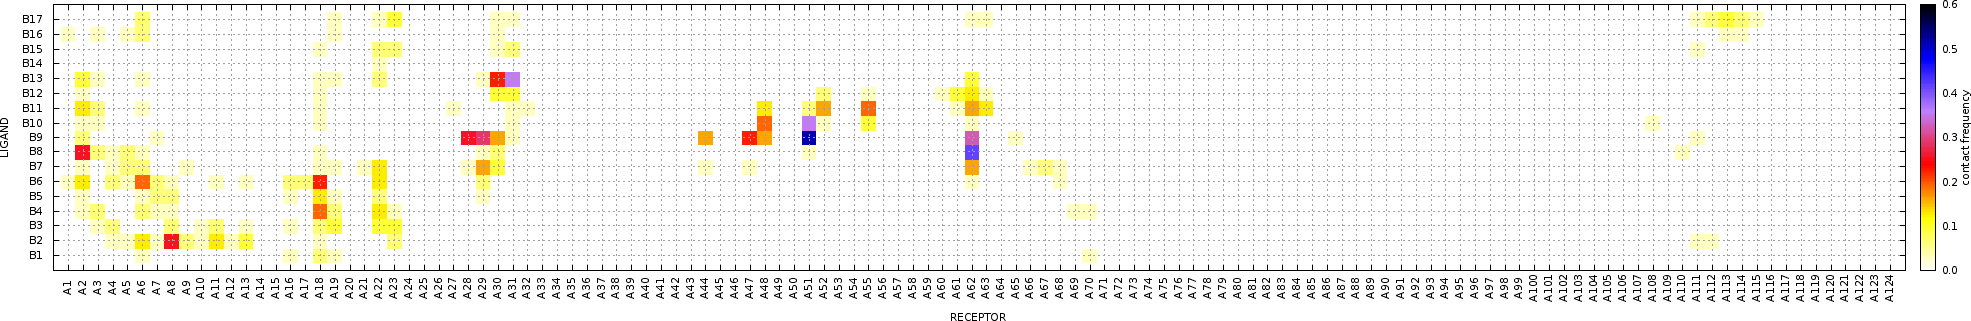 B17
B16
B15
B14
B13
B12
B11
B10
B9
B8
B7
B6
B5
B4
B3
B2
B1
LIGAND
A1 A2 A3 A4 A5 A6 A7 A8 A9 A10 A11 A12 A13 A14 A15 A16 A17 A18 A19 A20 A21 A22 A23 A24 A25 A26 A27 A28 A29 A30 A31 A32 A33 A34 A35 A36 A37 A38 A39 A40 A41 A42 A43 A44 A45 A46 A47 A48 A49 A50 A51 A52 A53 A54 A55 A56 A57 A58 A59 A60 A61 A62 A63 A64 A65 A66 A67 A68 A69 A70 A71 A72 A73 A74 A75 A76 A77 A78 A79 A80 A81 A82 A83 A84 A85 A86 A87 A88 A89 A90 A91 A92 A93 A94 A95 A96 A97 A98 A99 A100 A101 A102 A103 A104 A105 A106 A107 A108 A109 A110 A111 A112 A113 A114 A115 A116 A117 A118 A119 A120 A121 A122 A123 A124
RECEPTOR
0.6
0.5
0.4
0.3
0.2
0.1
0.0
contact frequency